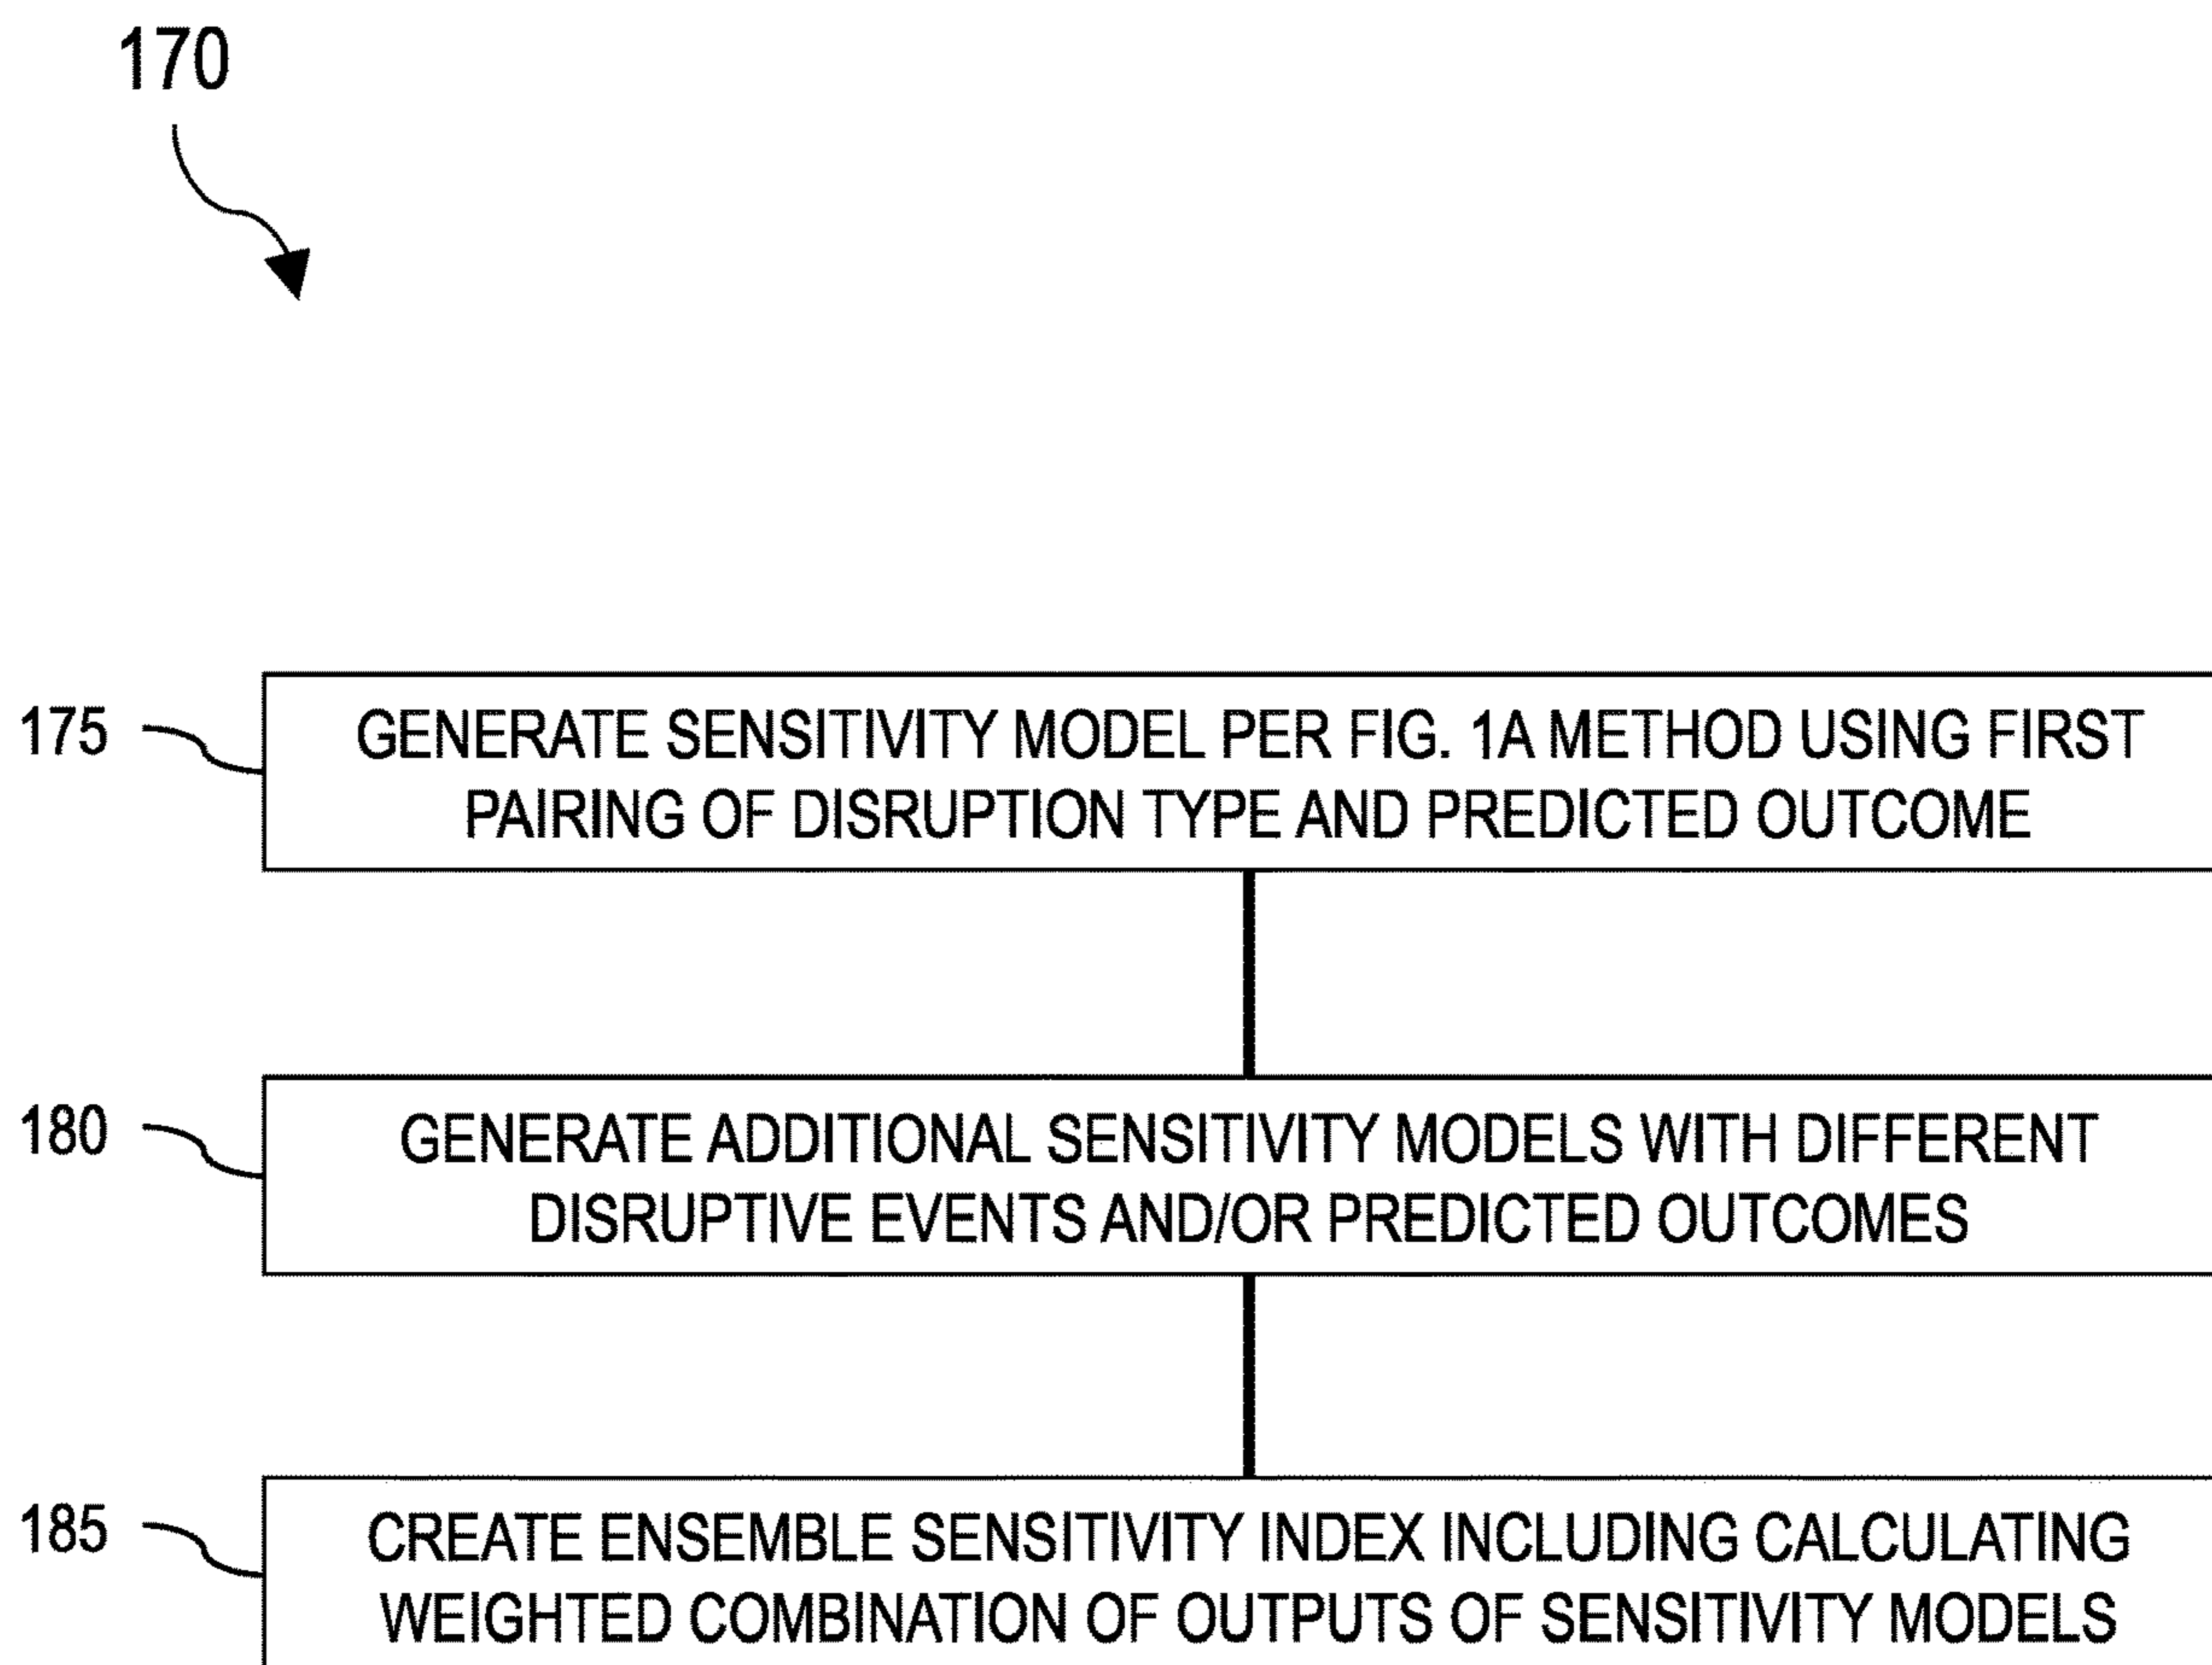 170
175
GENERATE SENSITIVITY MODEL PER FIG. 1A METHOD USING FIRST
PAIRING OF DISRUPTION TYPE AND PREDICTED OUTCOME
180
GENERATE ADDITIONAL SENSITIVITY MODELS WITH DIFFERENT
DISRUPTIVE EVENTS AND/OR PREDICTED OUTCOMES
185
CREATE ENSEMBLE SENSITIVITY INDEX INCLUDING CALCULATING
WEIGHTED COMBINATION OF OUTPUTS OF SENSITIVITY MODELS